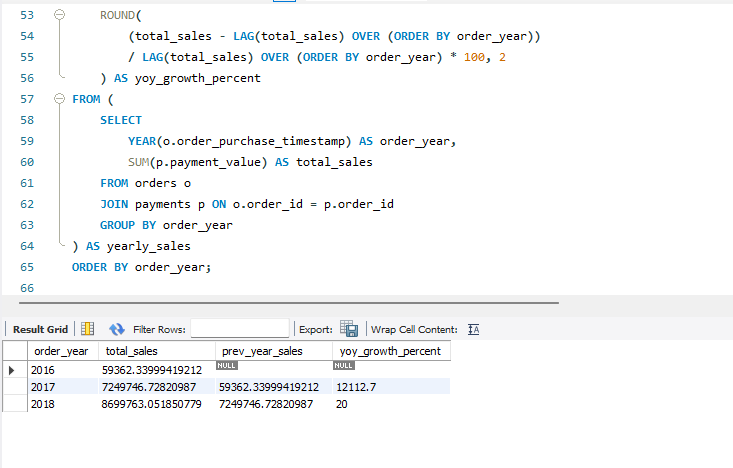 53 ROUND(
54 (total_sales - LAG(total_sales) OVER (ORDER BY order_year))
55 / LAG(total_sales) OVER (ORDER BY order_year) * 100, 2
56 ) AS yoy_growth_percent
57 FROM (
58 SELECT
59 YEAR(o.order_purchase_timestamp) AS order_year,
60 SUM(p.payment_value) AS total_sales
61 FROM orders o
62 JOIN payments p ON o.order_id = p.order_id
63 GROUP BY order_year
64 ) AS yearly_sales
65 ORDER BY order_year;
66
Result Grid Filter Rows: Export: Wrap Cell Content:
order_year total_sales prev_year_sales yoy_growth_percent
2016 59362.33999419212 NULL NULL
2017 7249746.72820987 59362.33999419212 12112.7
2018 8699763.051850779 7249746.72820987 20